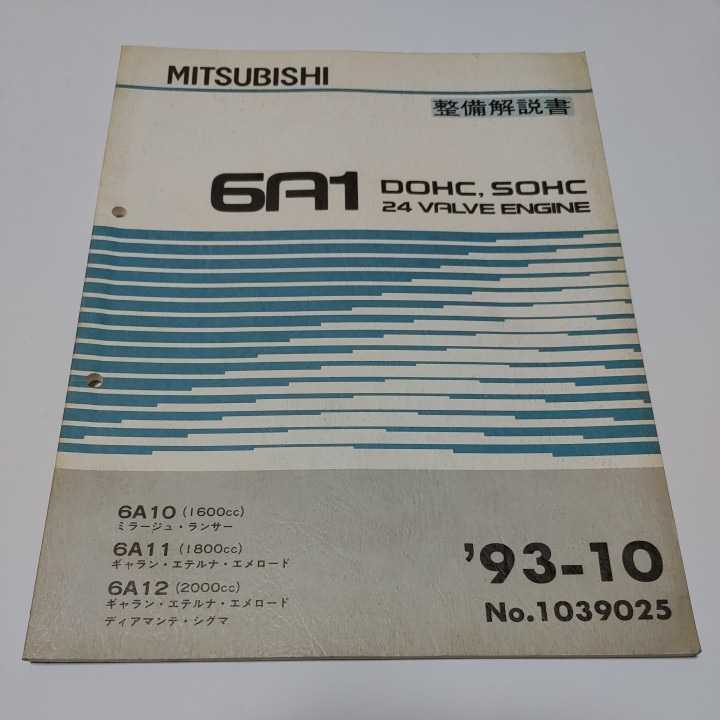 MITSUBISHI
整備解説書
6A1 DOHC, SOHC
24 VALVE ENGINE
6A10 (1600cc)
ミラージュ・ランサー
6A11 (1800cc)
ギャラン・エテルナ・エメロード
6A12 (2000cc)
ギャラン・エテルナ・エメロード
ディアマンテ・シグマ
'93-10
No.1039025